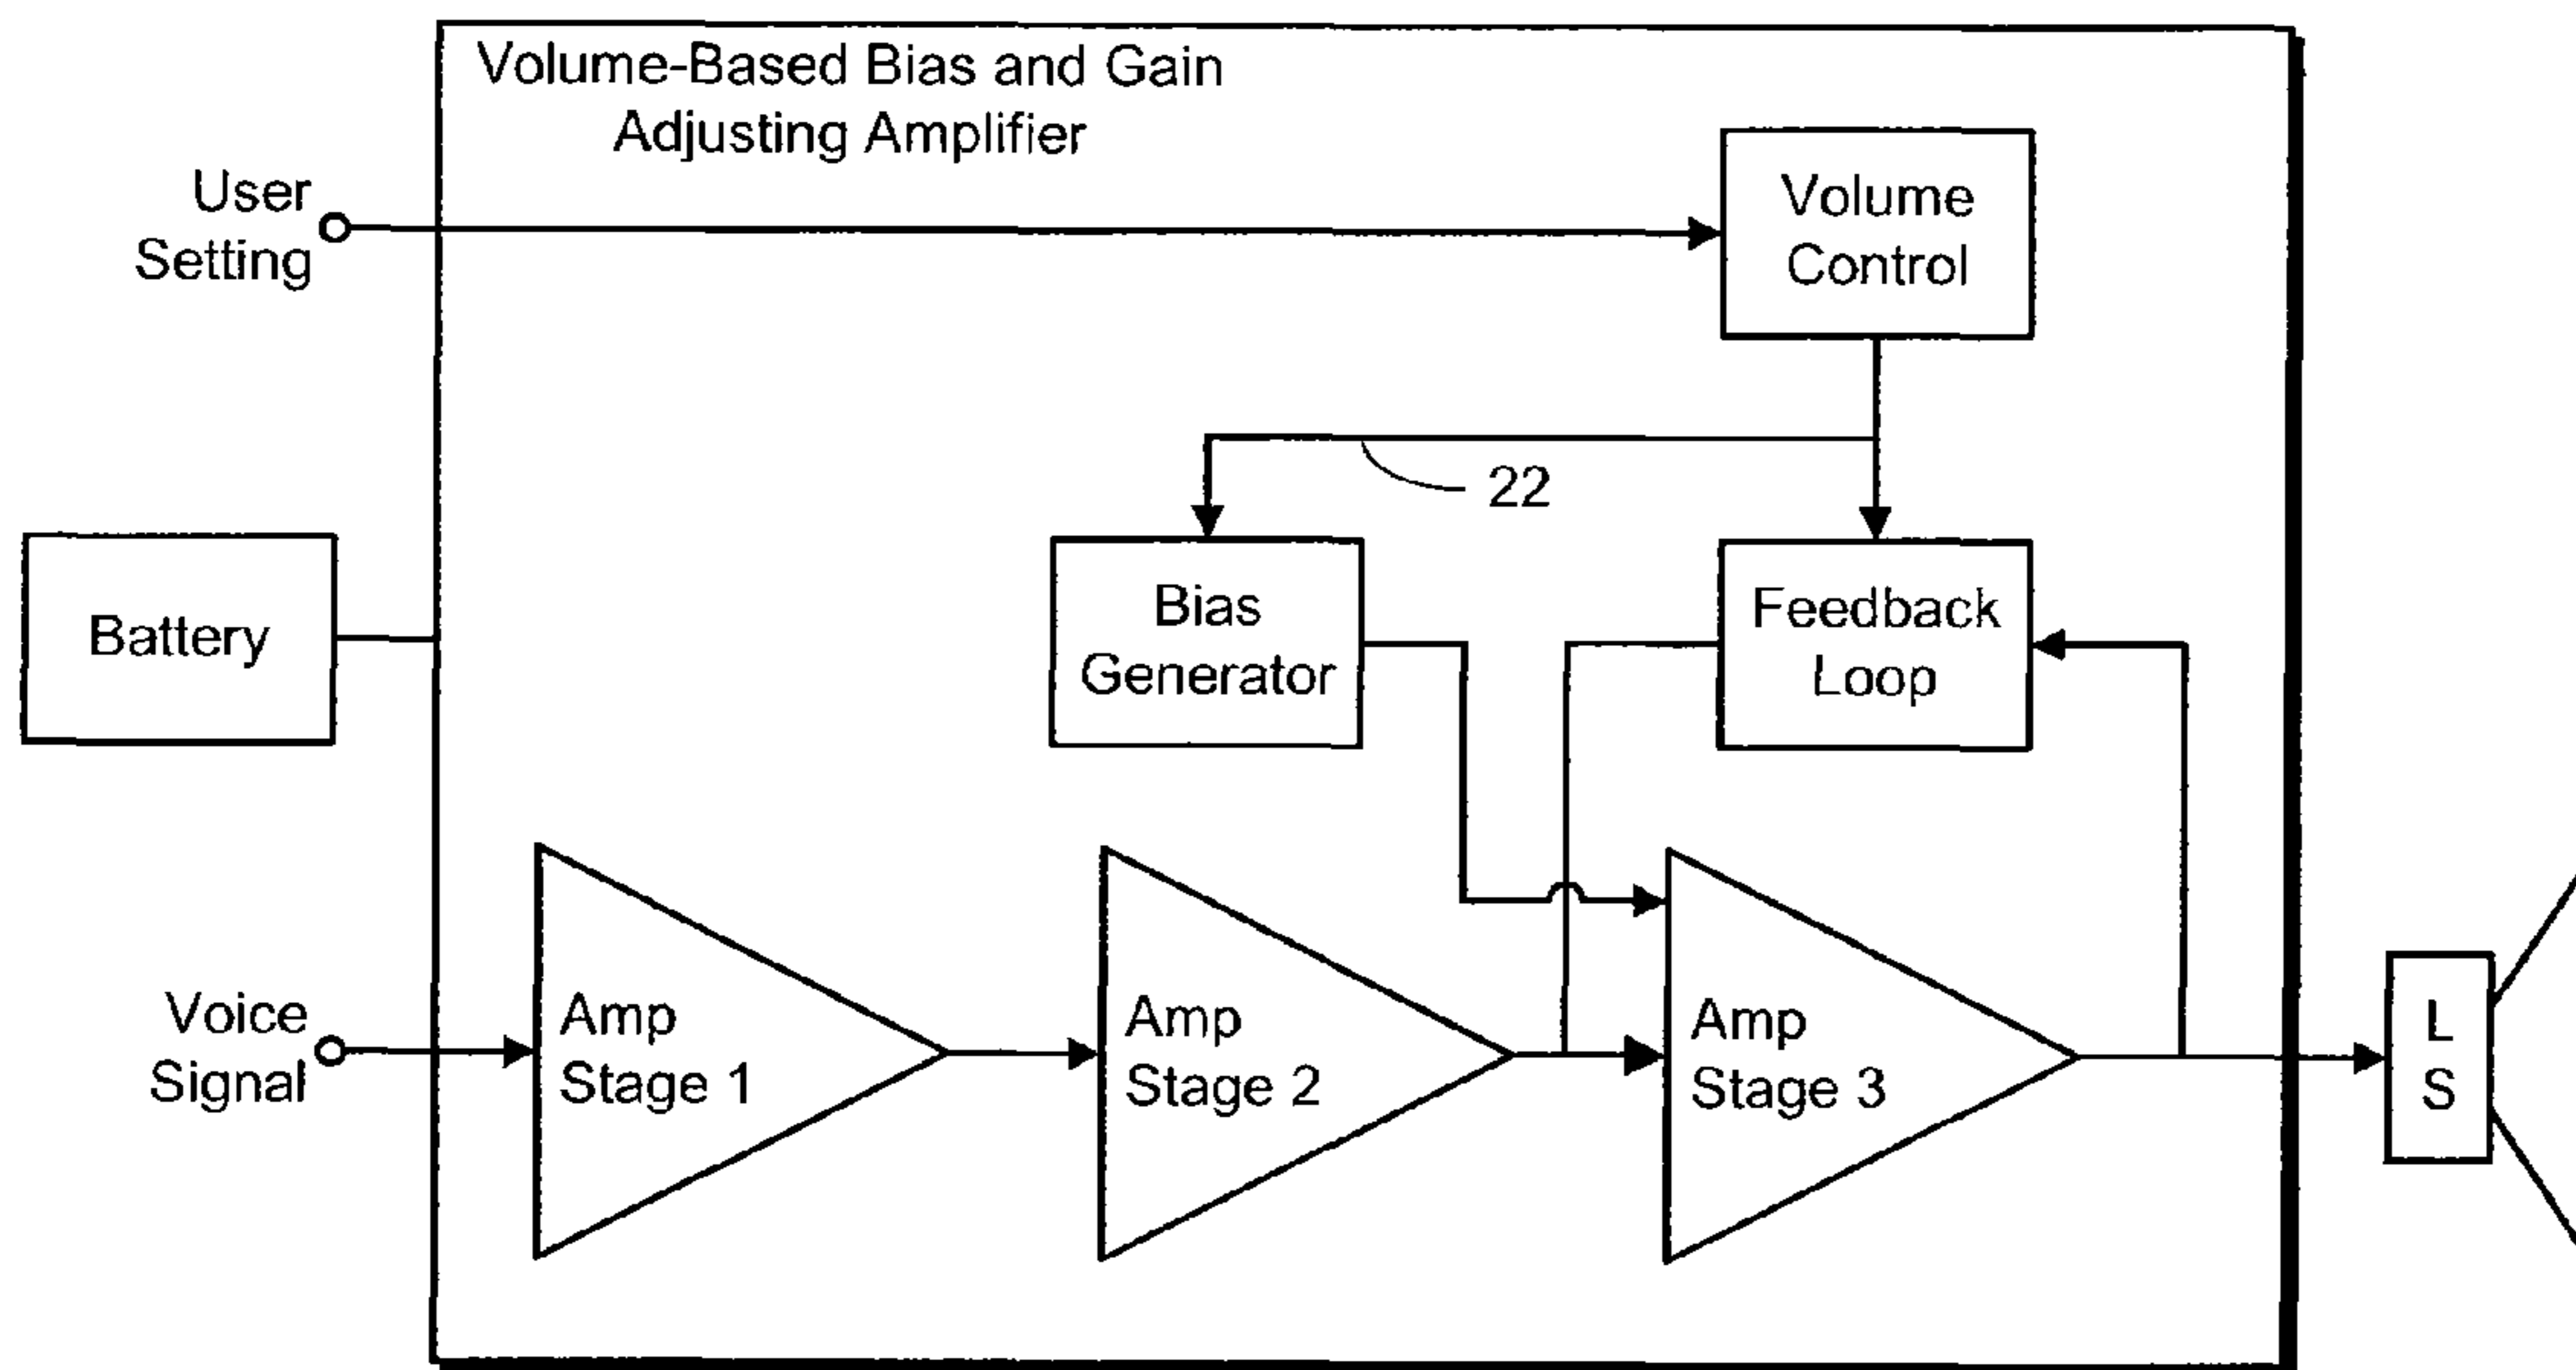 Volume-Based Bias and Gain
Adjusting Amplifier
User
Setting
Volume
Control
22
Battery
Bias
Generator
Feedback
Loop
Voice
Signal
Amp
Stage 1
Amp
Stage 2
Amp
Stage 3
L
S